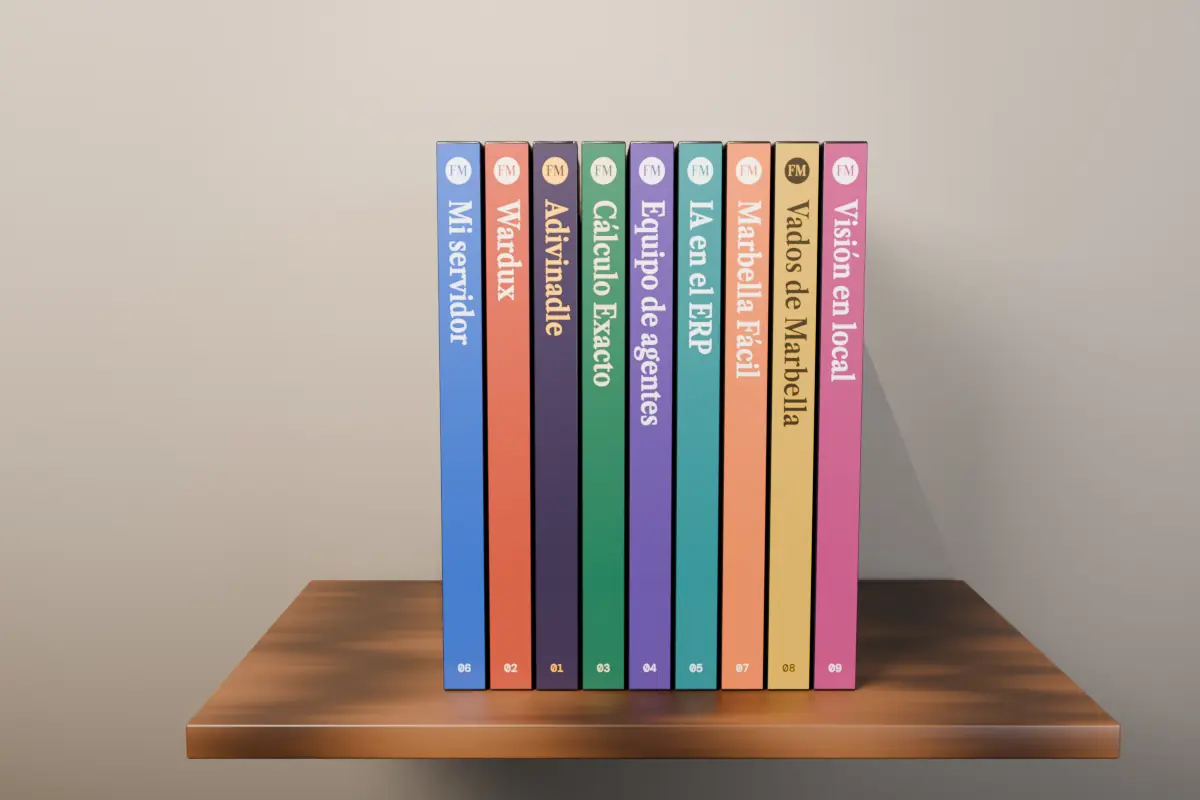 FM
Mi servidor
06
FM
Wardux
02
FM
Adivinadle
01
FM
Cálculo Exacto
03
FM
Equipo de agentes
04
FM
IA en el ERP
05
FM
Marbella Fácil
07
FM
Vados de Marbella
08
FM
Visión en local
09